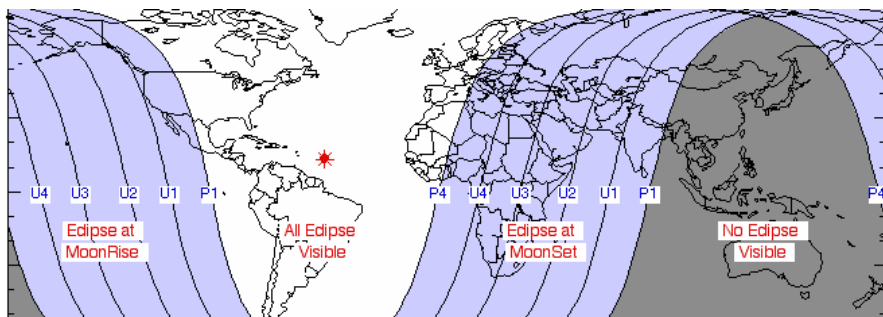 U4 U3 U2 U1 P1 P4 U4 U3 U2 U1 P1 P4
Eclipse at
MoonRise
All Eclipse
Visible
Eclipse at
MoonSet
No Eclipse
Visible